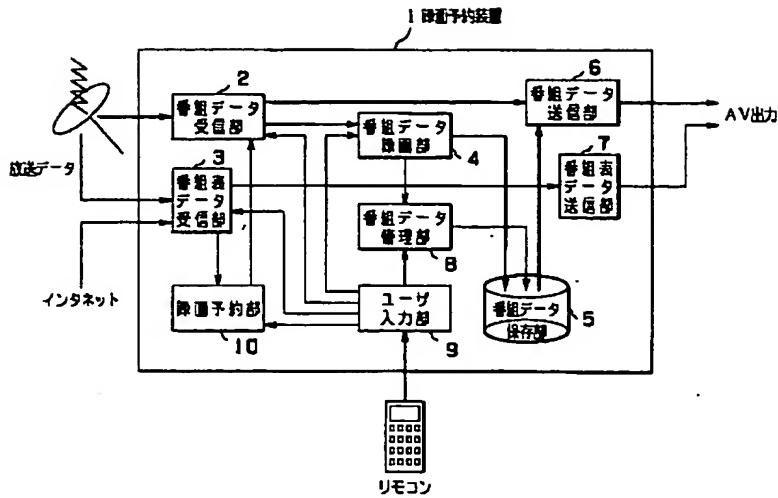 1 録画予約装置
2
番組データ
受信部
6
番組データ
送信部
AV出力
放送データ
3
番組表
データ
受信部
番組データ
録画部
4
7
番組表
データ
送信部
番組データ
管理部
8
インタネット
録画予約部
10
ユーザ
入力部
9
番組データ
保存部
5
リモコン